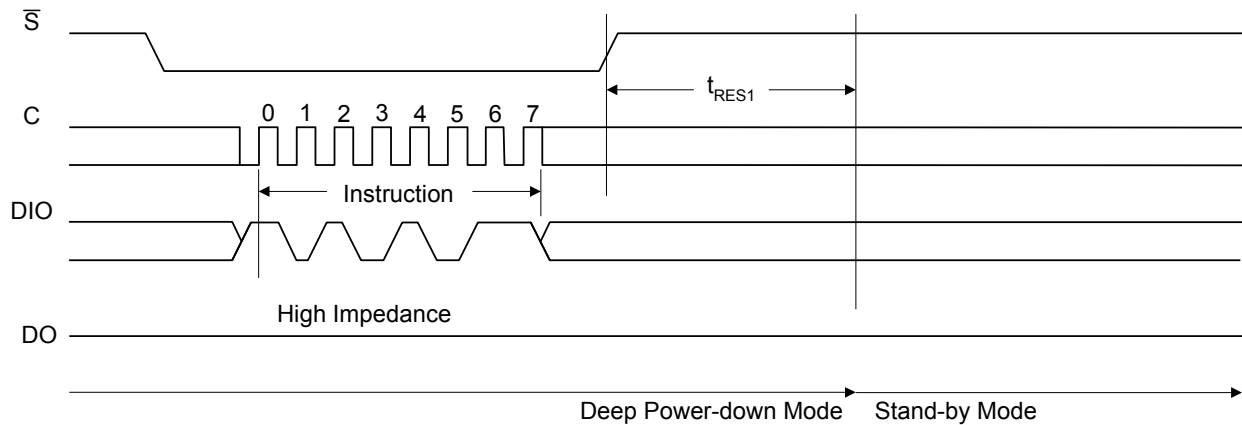 S̅
t_RES1
C
0 1 2 3 4 5 6 7
Instruction
DIO
High Impedance
DO
Deep Power-down Mode
Stand-by Mode